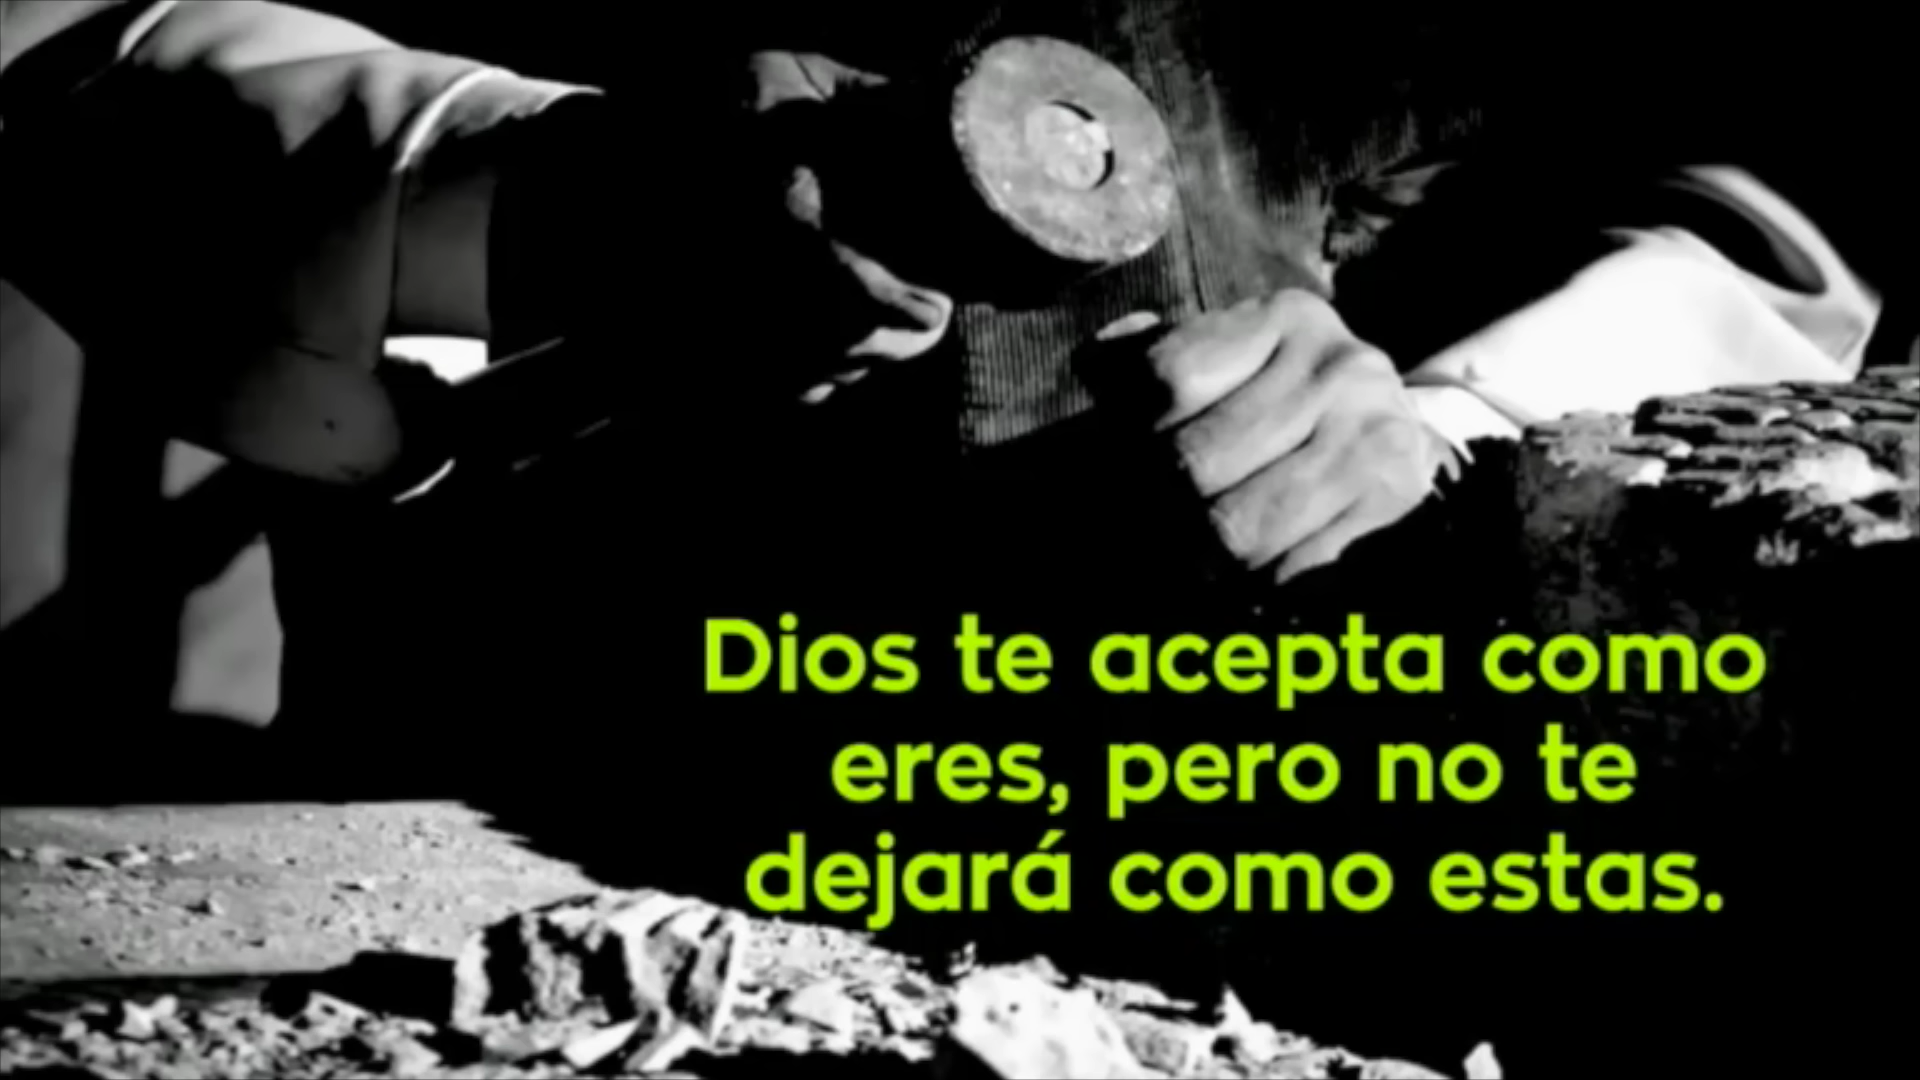 Dios te acepta como
eres, pero no te
dejará como estas.